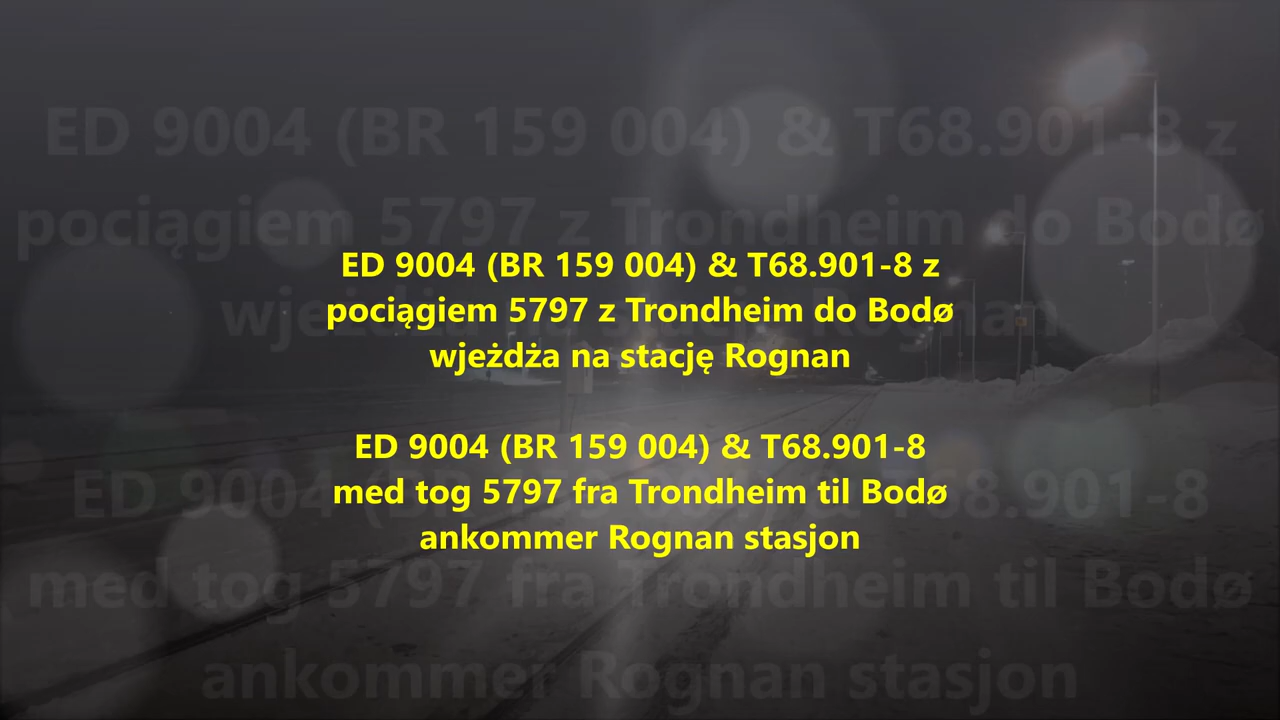 ED 9004 (BR 159 004) & T68.901-8 z
pociągiem 5797 z Trondheim do Bodø
wjeżdża na stację Rognan
ED 9004 (BR 159 004) & T68.901-8
med tog 5797 fra Trondheim til Bodø
ankommer Rognan stasjon